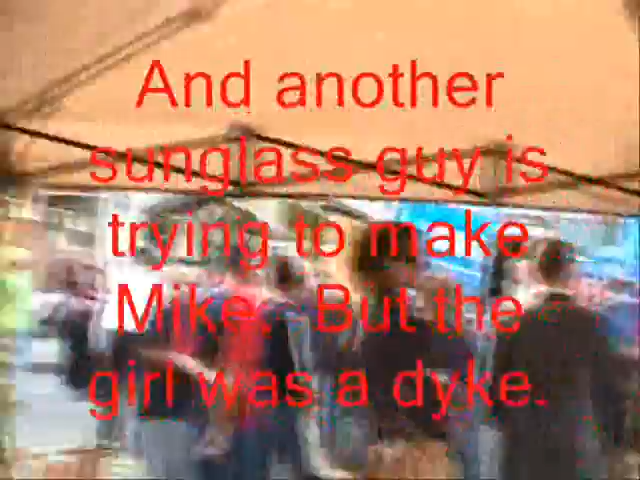 And another
sunglass guy is
trying to make
Mike.  But the
girl was a dyke.